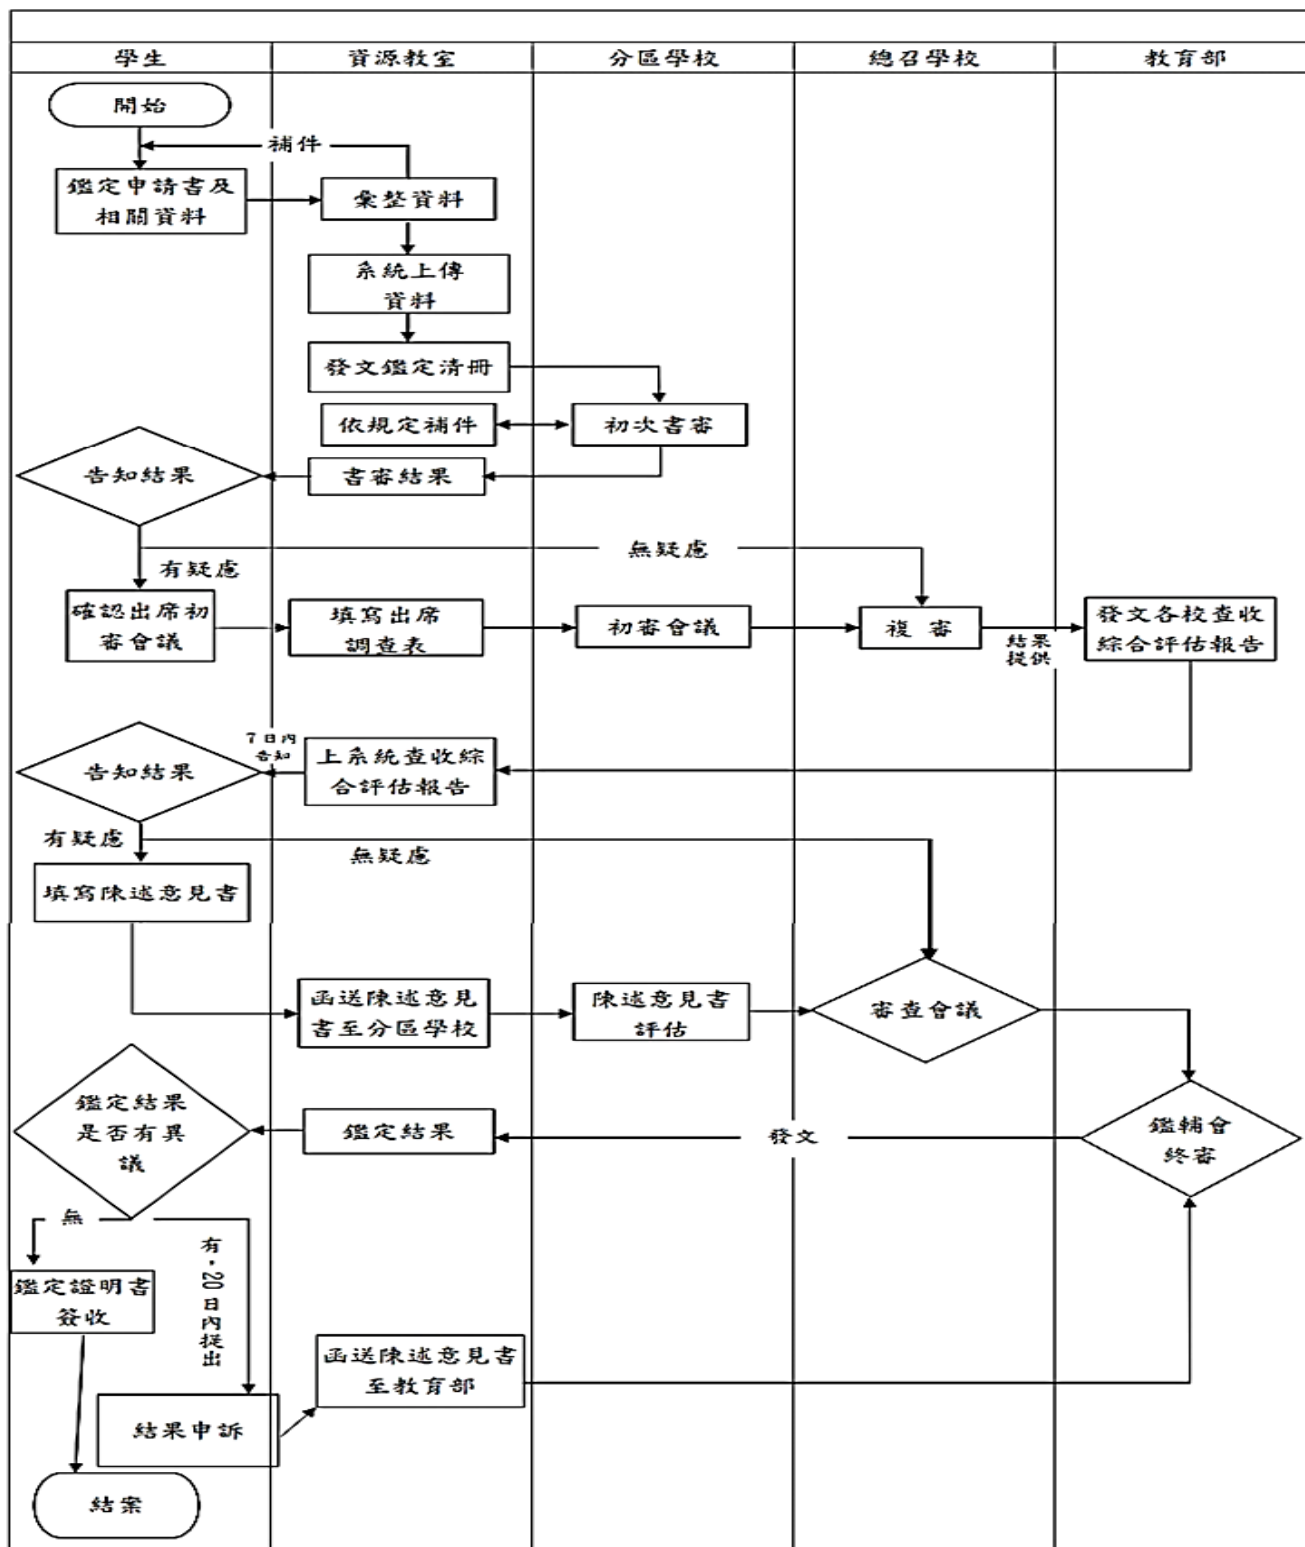 學生
資源教室
分區學校
總召學校
教育部
開始
補件
鑑定申請書及
相關資料
彙整資料
系統上傳
資料
發文鑑定清冊
依規定補件
初次書審
告知結果
書審結果
無疑慮
有疑慮
確認出席初
審會議
填寫出席
調查表
初審會議
複審
結果
提供
發文各校查收
綜合評估報告
告知結果
7日內
告知
上系統查收綜
合評估報告
有疑慮
無疑慮
填寫陳述意見書
函送陳述意見
書至分區學校
陳述意見書
評估
審查會議
鑑定結果
是否有異
議
鑑定結果
發文
鑑輔會
終審
無
有,20日內提出
鑑定證明書
簽收
函送陳述意見書
至教育部
結果申訴
結案